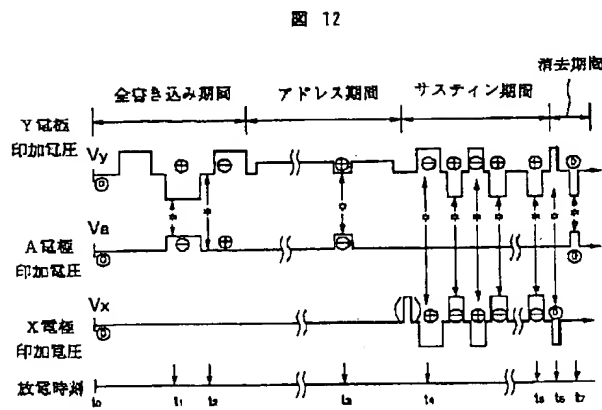 図 12
消去期間
全書き込み期間 アドレス期間 サスティン期間
Y電極
印加電圧
Vy
⊕ ⊖ ⊕ ⊖ ⊕ ⊖ ⊕ ⊕
Va
A電極
印加電圧
⊖ ⊕ ⊖
Vx
X電極
印加電圧
⊕ ⊖ ⊕ ⊖ ⊖
放電時刻
t₀ t₁ t₂ t₃ t₄ t₅ t₆ t₇